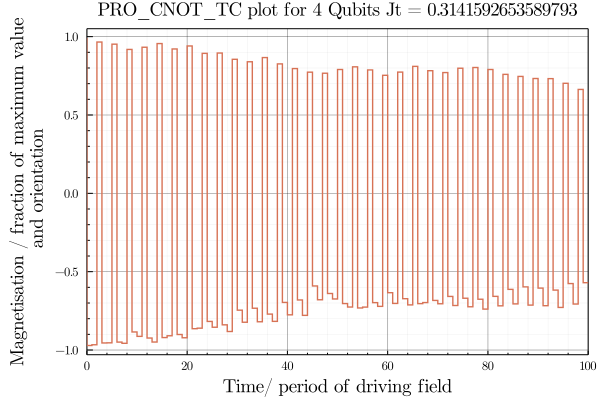 PRO_CNOT_TC plot for 4 Qubits Jt = 0.3141592653589793
Magnetisation / fraction of maximum value
and orientation
1.0
0.5
0.0
−0.5
−1.0
0 20 40 60 80 100
Time/ period of driving field